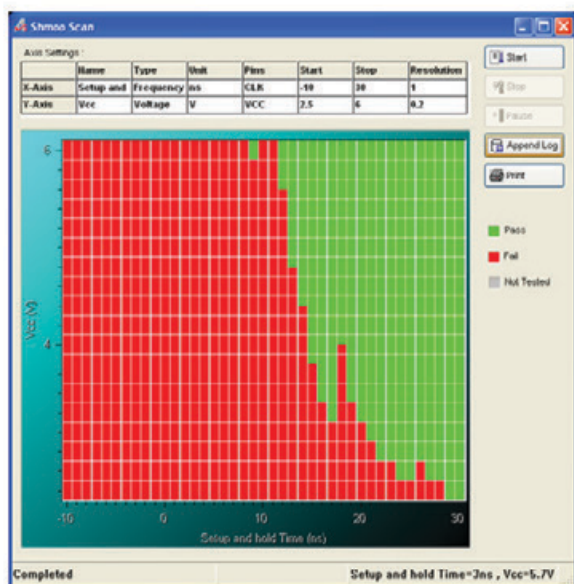 Shmoo Scan
Axis Settings :
Name Type Unit Pins Start Stop Resolution
X-Axis Setup and Frequency ns CLK -10 30 1
Y-Axis Vcc Voltage V VCC 2.5 6 0.2
Start
Stop
Pause
Append Log
Print
Pass
Fail
Not Tested
6
4
Vcc (V)
-10 0 10 20 30
Setup and hold Time (ns)
Completed
Setup and hold Time=3ns , Vcc=5.7V